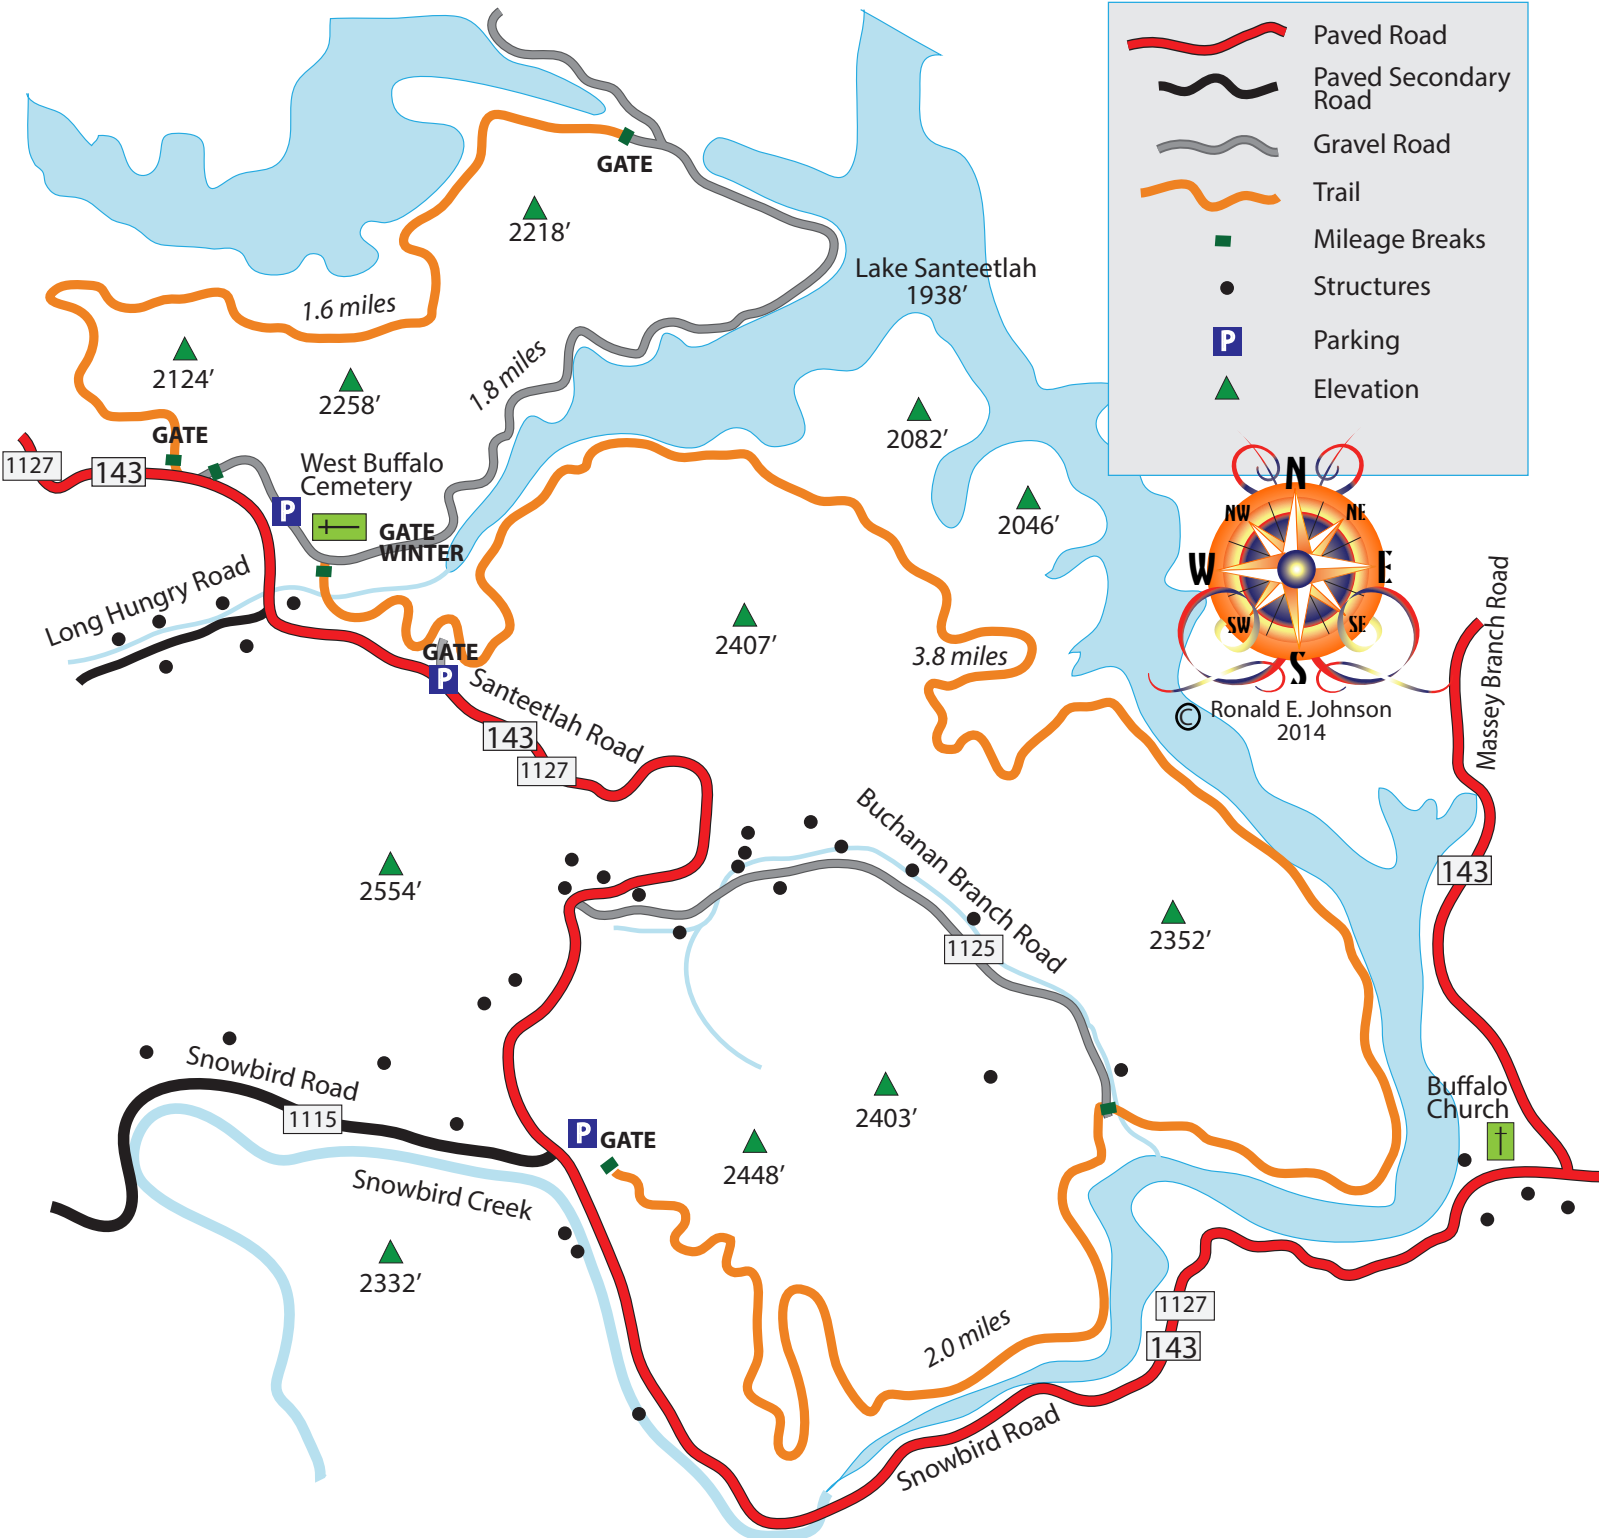 Paved Road
Paved Secondary
Road
Gravel Road
Trail
Mileage Breaks
Structures
P
Parking
Elevation
GATE
2218’
Lake Santeetlah
1938’
1.6 miles
2124’
2258’
1.8 miles
2082’
GATE
1127
143
West Buffalo
Cemetery
P
GATE
WINTER
2046’
N
NW
NE
W
E
SW
SE
S
© Ronald E. Johnson
2014
Massey Branch Road
Long Hungry Road
2407’
3.8 miles
GATE
P
Santeetlah Road
143
1127
Buchanan Branch Road
2554’
143
2352’
1125
Snowbird Road
1115
2403’
Buffalo
Church
P
GATE
2448’
Snowbird Creek
2332’
2.0 miles
1127
143
Snowbird Road